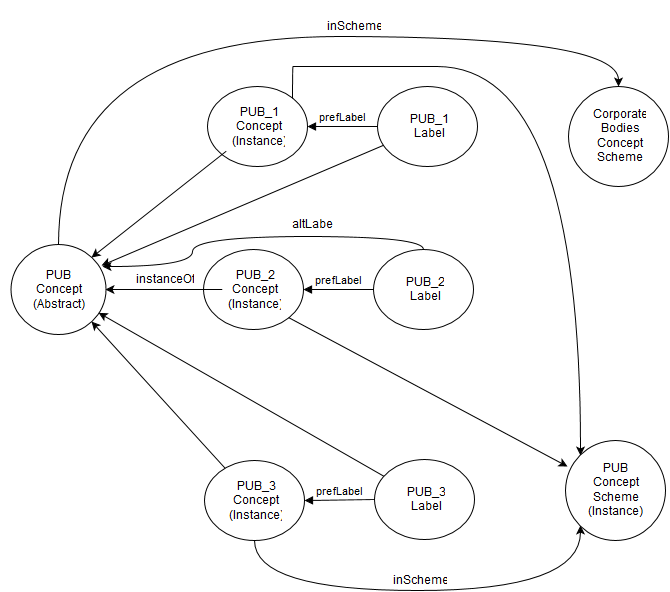 inScheme
PUB_1
Concept
(Instance)
prefLabel
PUB_1
Label
Corporate
Bodies
Concept
Scheme
altLabe
PUB
Concept
(Abstract)
instanceOf
PUB_2
Concept
(Instance)
prefLabel
PUB_2
Label
PUB_3
Concept
(Instance)
prefLabel
PUB_3
Label
PUB
Concept
Scheme
(Instance)
inScheme